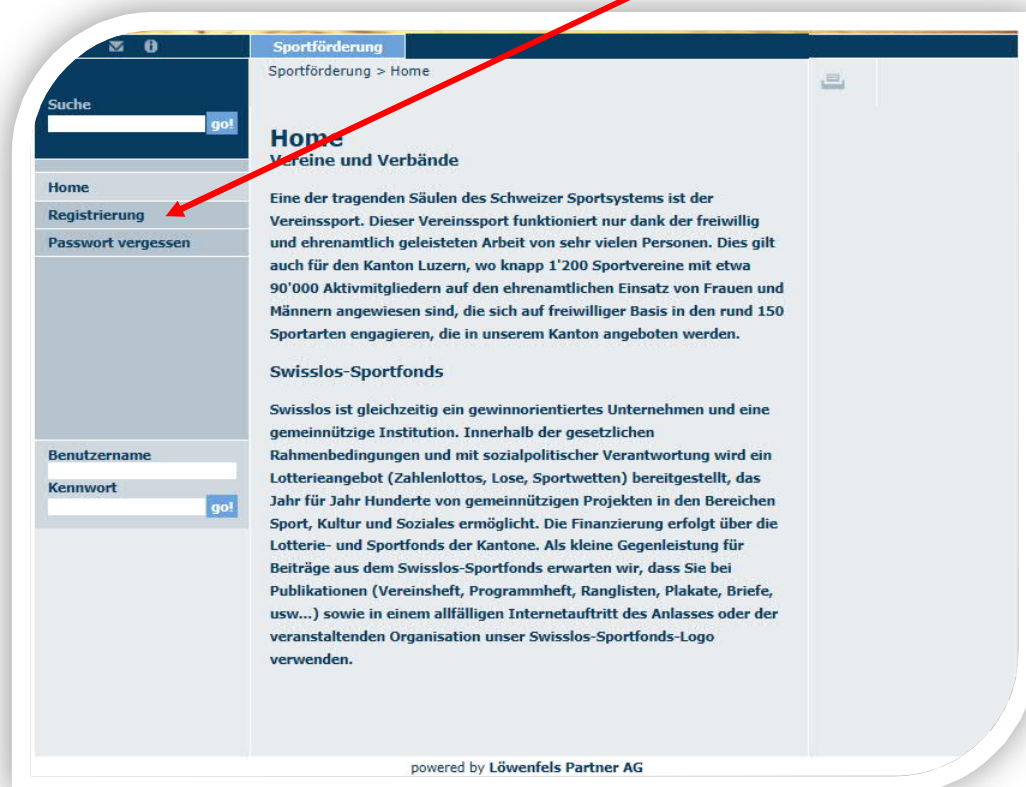 Sportförderung
Sportförderung > Home
Suche
go!
Home
Registrierung
Passwort vergessen
Benutzername
Kennwort
go!
Home
Vereine und Verbände
Eine der tragenden Säulen des Schweizer Sportsystems ist der
Vereinssport. Dieser Vereinssport funktioniert nur dank der freiwillig
und ehrenamtlich geleisteten Arbeit von sehr vielen Personen. Dies gilt
auch für den Kanton Luzern, wo knapp 1'200 Sportvereine mit etwa
90'000 Aktivmitgliedern auf den ehrenamtlichen Einsatz von Frauen und
Männern angewiesen sind, die sich auf freiwilliger Basis in den rund 150
Sportarten engagieren, die in unserem Kanton angeboten werden.
Swisslos-Sportfonds
Swisslos ist gleichzeitig ein gewinnorientiertes Unternehmen und eine
gemeinnützige Institution. Innerhalb der gesetzlichen
Rahmenbedingungen und mit sozialpolitischer Verantwortung wird ein
Lotterieangebot (Zahlenlottos, Lose, Sportwetten) bereitgestellt, das
Jahr für Jahr Hunderte von gemeinnützigen Projekten in den Bereichen
Sport, Kultur und Soziales ermöglicht. Die Finanzierung erfolgt über die
Lotterie- und Sportfonds der Kantone. Als kleine Gegenleistung für
Beiträge aus dem Swisslos-Sportfonds erwarten wir, dass Sie bei
Publikationen (Vereinsheft, Programmheft, Ranglisten, Plakate, Briefe,
usw...) sowie in einem allfälligen Internetauftritt des Anlasses oder der
veranstaltenden Organisation unser Swisslos-Sportfonds-Logo
verwenden.
powered by Löwenfels Partner AG